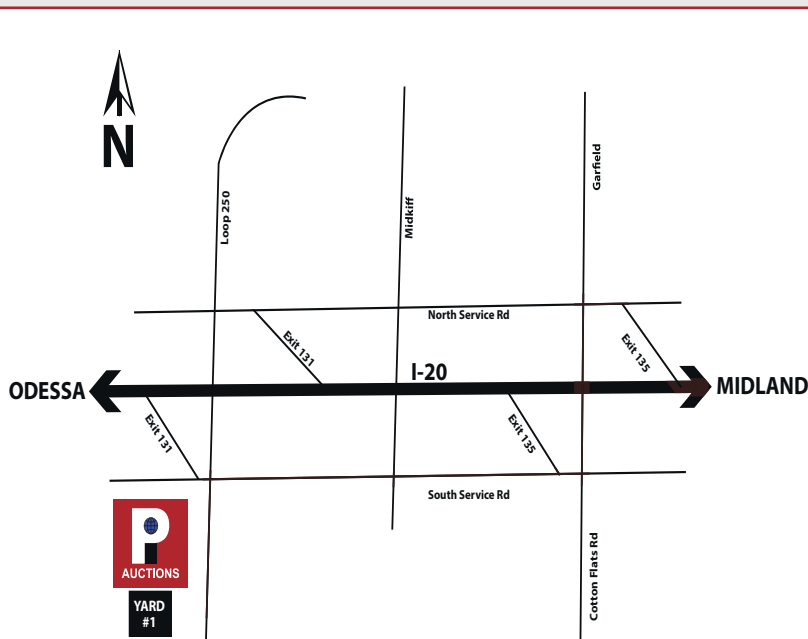 N
Loop 250
Midkiff
Garfield
North Service Rd
Exit 131
Exit 135
I-20
ODESSA
MIDLAND
Exit 131
Exit 135
South Service Rd
Cotton Flats Rd
Pi
AUCTIONS
YARD
#1